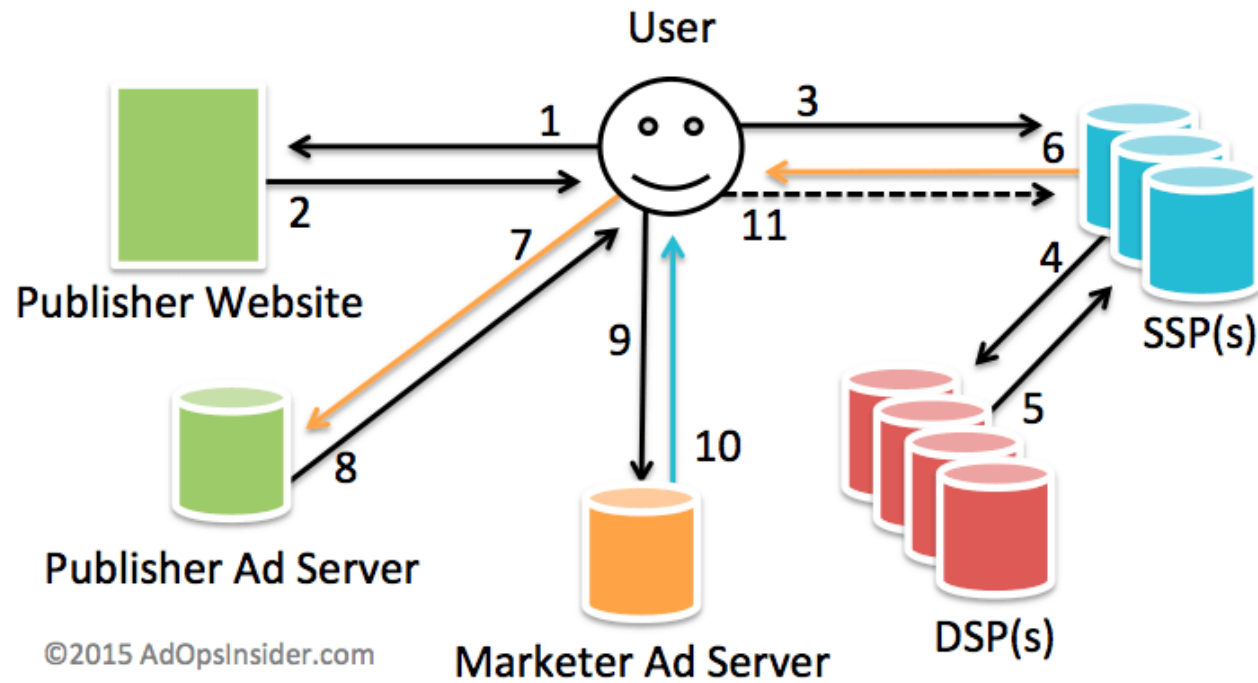 User
1
3
6
2
11
7
4
Publisher Website
SSP(s)
9
5
10
8
Publisher Ad Server
DSP(s)
©2015 AdOpsInsider.com
Marketer Ad Server